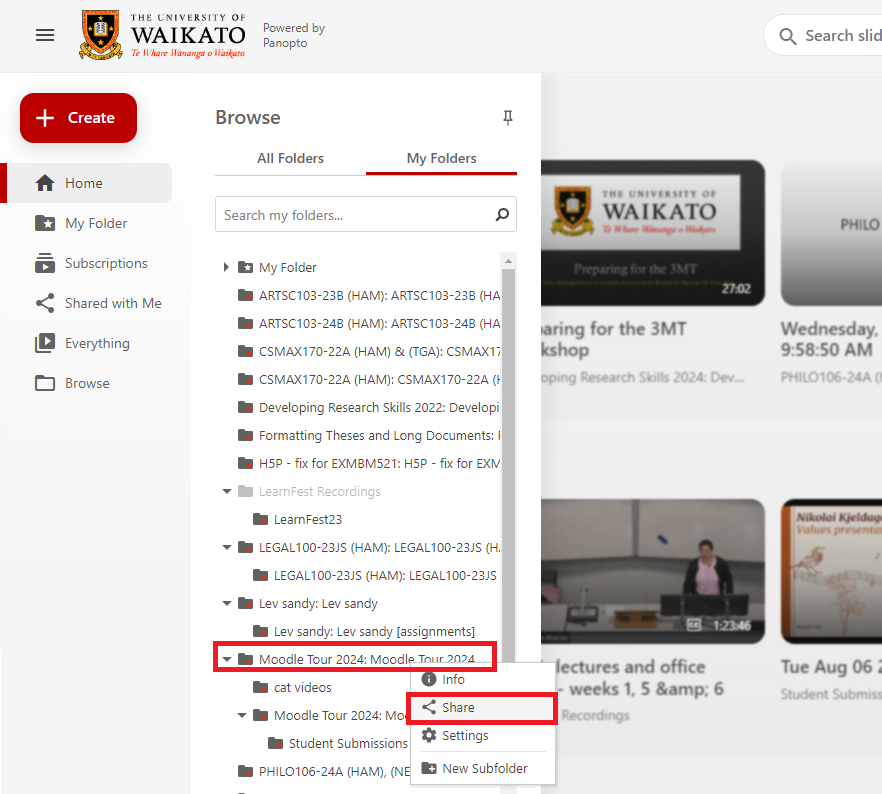 THE UNIVERSITY OF
WAIKATO
Te Whare Wananga o Waikato
Powered by
Panopto
Search slid
Create
Home
My Folder
Subscriptions
Shared with Me
Everything
Browse
Browse
All Folders
My Folders
Search my folders...
My Folder
ARTSC103-23B (HAM): ARTSC103-23B (HA
ARTSC103-24B (HAM): ARTSC103-24B (HA
CSMAX170-22A (HAM) & (TGA): CSMAX17
CSMAX170-22A (HAM): CSMAX170-22A (H
Developing Research Skills 2022: Developi
Formatting Theses and Long Documents:
H5P - fix for EXMBM521: H5P - fix for EXM
LearnFest Recordings
LearnFest23
LEGAL100-23JS (HAM): LEGAL100-23JS (H
LEGAL100-23JS (HAM): LEGAL100-23JS
Lev sandy: Lev sandy
Lev sandy: Lev sandy [assignments]
Moodle Tour 2024: Moodle Tour 2024
cat videos
Moodle Tour 2024: Mo
Student Submissions
PHILO106-24A (HAM), (NE
Info
Share
Settings
New Subfolder
THE UNIVERSITY OF
WAIKATO
Te Whare Wananga o Waikato
Preparing for the 3MT
27:02
paring for the 3MT
kshop
oping Research Skills 2024: Dev...
PHILO
Wednesday,
9:58:50 AM
PHILO106-24A (
1:23:46
lectures and office
- weeks 1, 5 &amp; 6
Recordings
Nikolai Kjeldage
Values presentat
Tue Aug 06 2
Student Submiss